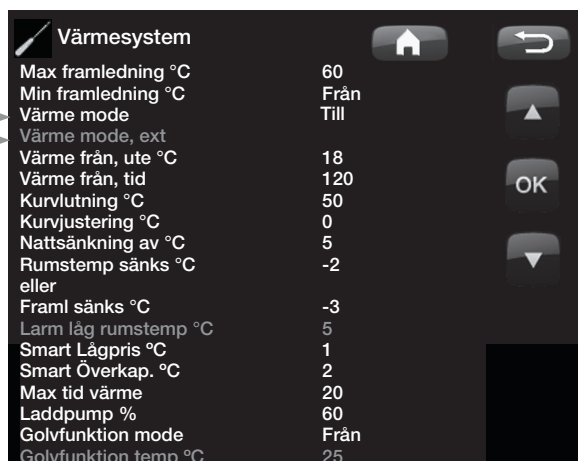 Värmesystem
Max framledning °C 60
Min framledning °C Från
Värme mode Till
Värme mode, ext
Värme från, ute °C 18
Värme från, tid 120
OK
Kurvlutning °C 50
Kurvjustering °C 0
Nattsänkning av °C 5
Rumstemp sänks °C -2
eller
Framl sänks °C -3
Larm låg rumstemp °C 5
Smart Lågpris ºC 1
Smart Överkap. ºC 2
Max tid värme 20
Laddpump % 60
Golvfunktion mode Från
Golvfunktion temp ºC 25